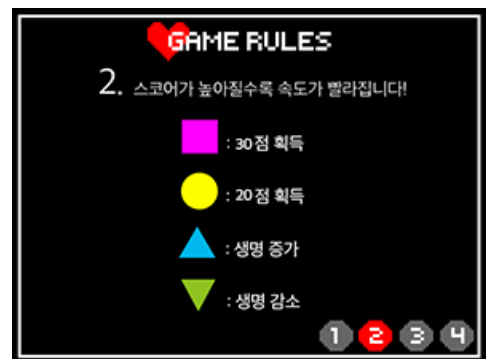 GAME RULES
2. 스코어가 높아질수록 속도가 빨라집니다!
: 30점 획득
: 20점 획득
: 생명 증가
: 생명 감소
1 2 3 4